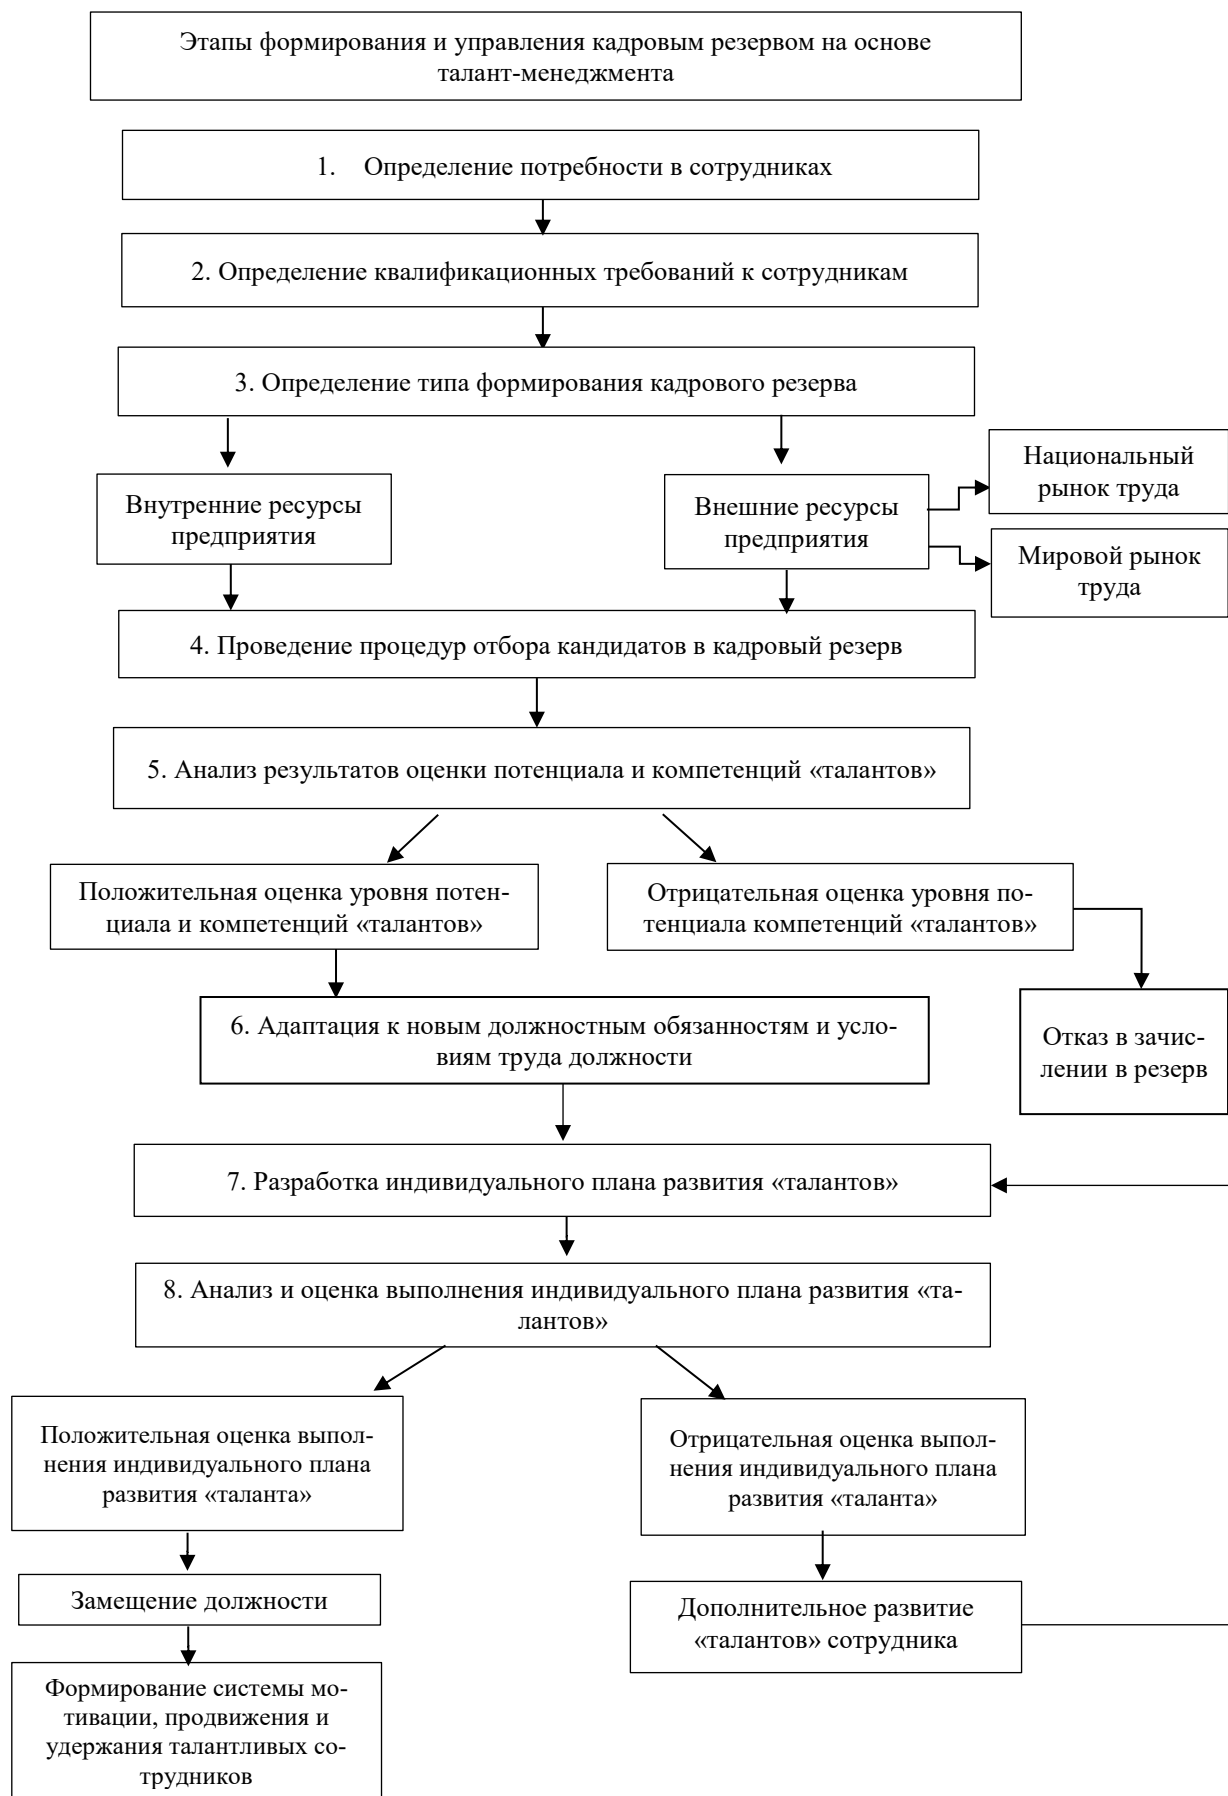 Этапы формирования и управления кадровым резервом на основе
талант-менеджмента
1. Определение потребности в сотрудниках
2. Определение квалификационных требований к сотрудникам
3. Определение типа формирования кадрового резерва
Внутренние ресурсы
предприятия
Внешние ресурсы
предприятия
Национальный
рынок труда
Мировой рынок
труда
4. Проведение процедур отбора кандидатов в кадровый резерв
5. Анализ результатов оценки потенциала и компетенций «талантов»
Положительная оценка уровня потен-
циала и компетенций «талантов»
Отрицательная оценка уровня по-
тенциала компетенций «талантов»
6. Адаптация к новым должностным обязанностям и усло-
виям труда должности
Отказ в зачис-
лении в резерв
7. Разработка индивидуального плана развития «талантов»
8. Анализ и оценка выполнения индивидуального плана развития «та-
лантов»
Положительная оценка выпол-
нения индивидуального плана
развития «таланта»
Отрицательная оценка выпол-
нения индивидуального плана
развития «таланта»
Замещение должности
Дополнительное развитие
«талантов» сотрудника
Формирование системы мо-
тивации, продвижения и
удержания талантливых со-
трудников